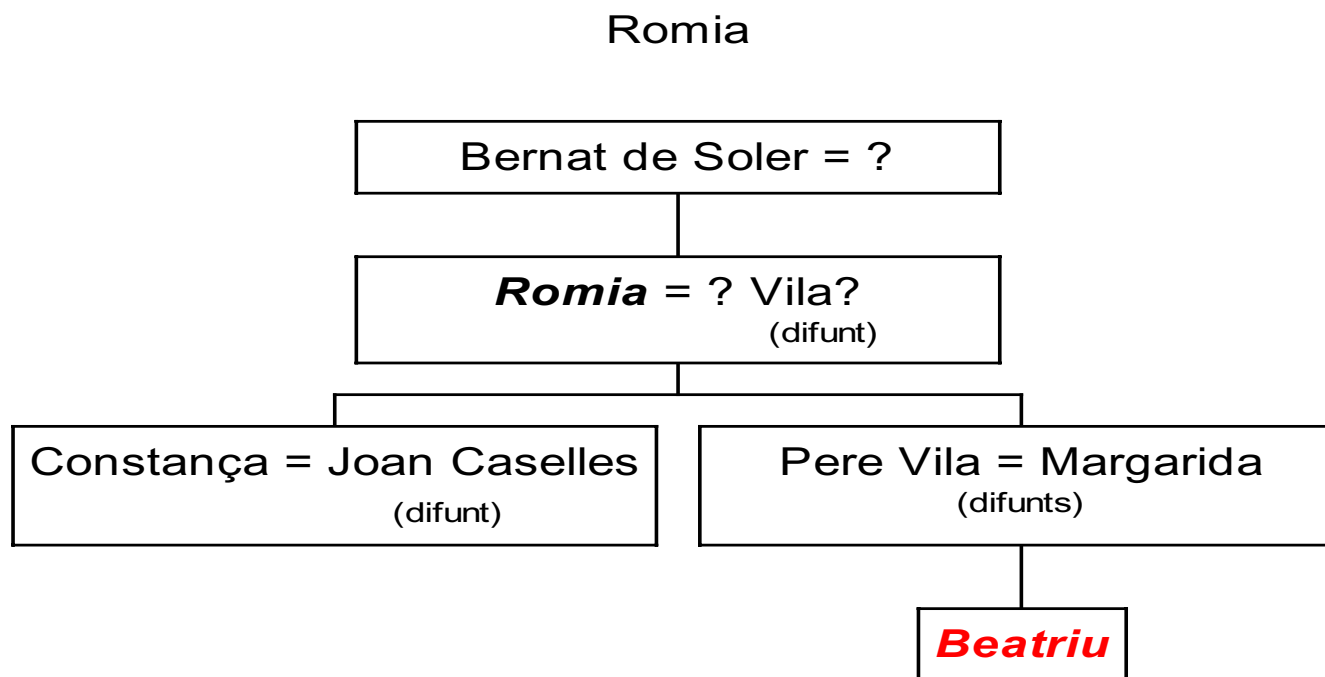 Romia
Bernat de Soler = ?
Romia = ? Vila?
(difunt)
Constança = Joan Caselles
(difunt)
Pere Vila = Margarida
(difunts)
Beatriu